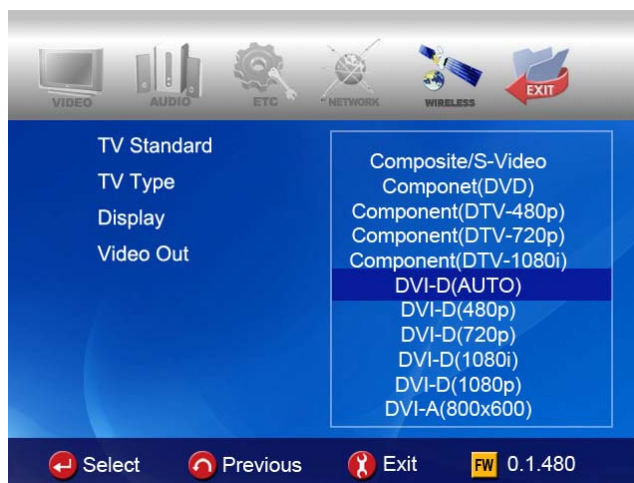 VIDEO AUDIO ETC NETWORK WIRELESS EXIT
TV Standard
TV Type
Display
Video Out
Composite/S-Video
Componet(DVD)
Component(DTV-480p)
Component(DTV-720p)
Component(DTV-1080i)
DVI-D(AUTO)
DVI-D(480p)
DVI-D(720p)
DVI-D(1080i)
DVI-D(1080p)
DVI-A(800x600)
Select Previous Exit FW 0.1.480